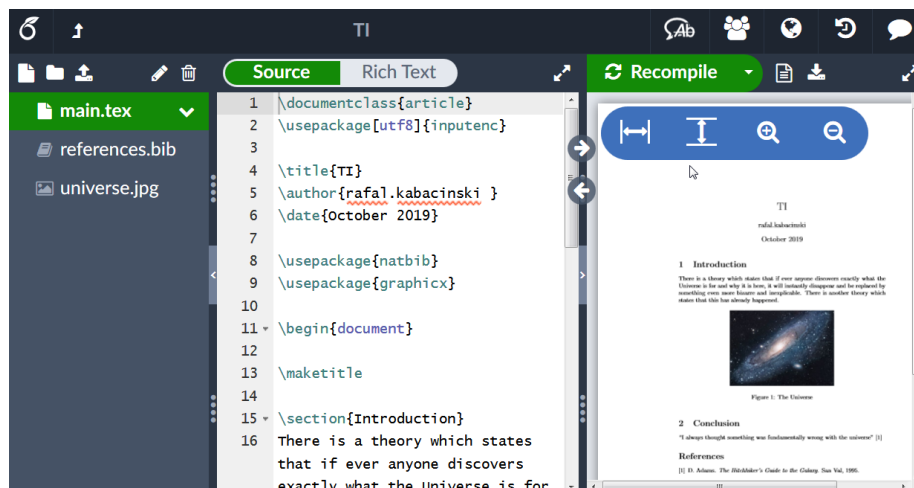 TI
Ab
main.tex
references.bib
universe.jpg
Source
Rich Text
Recompile
1 \documentclass{article}
2 \usepackage[utf8]{inputenc}
3
4 \title{TI}
5 \author{rafal.kabacinski }
6 \date{October 2019}
7
8 \usepackage{natbib}
9 \usepackage{graphicx}
10
11 \begin{document}
12
13 \maketitle
14
15 \section{Introduction}
16 There is a theory which states
that if ever anyone discovers
exactly what the Universe is for
TI
rafal.kabacinski
October 2019
1 Introduction
There is a theory which states that if ever anyone discovers exactly what the
Universe is for and why it is here, it will instantly disappear and be replaced by
something even more bizarre and inexplicable. There is another theory which
states that this has already happened.
Figure 1: The Universe
2 Conclusion
"I always thought something was fundamentally wrong with the universe" [1]
References
[1] D. Adams. The Hitchhiker's Guide to the Galaxy. San Val, 1995.